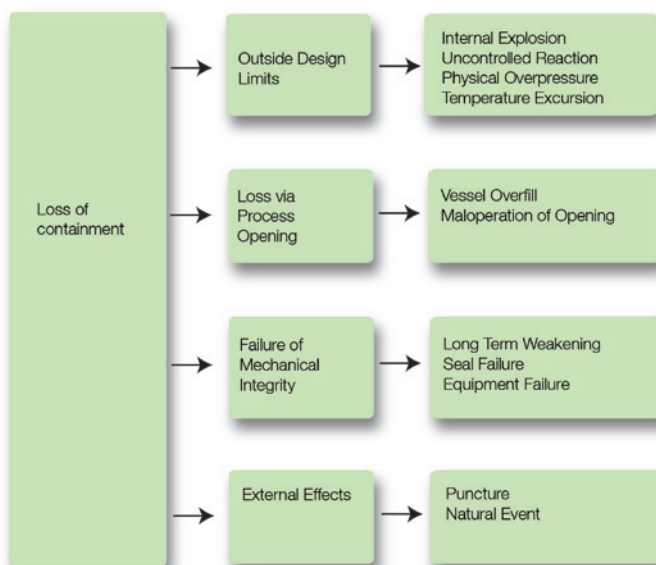 Loss of
containment
Outside Design
Limits
Internal Explosion
Uncontrolled Reaction
Physical Overpressure
Temperature Excursion
Loss via
Process
Opening
Vessel Overfill
Maloperation of Opening
Failure of
Mechanical
Integrity
Long Term Weakening
Seal Failure
Equipment Failure
External Effects
Puncture
Natural Event